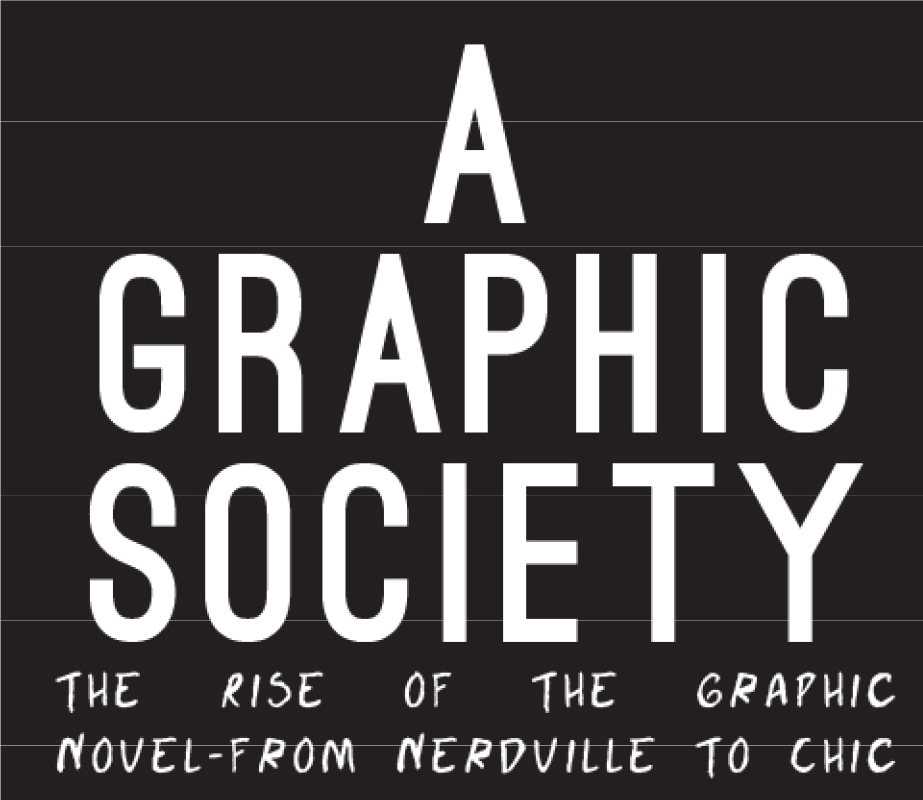 A
GRAPHIC
SOCIETY
THE RISE OF THE GRAPHIC
NOVEL-FROM NERDVILLE TO CHIC